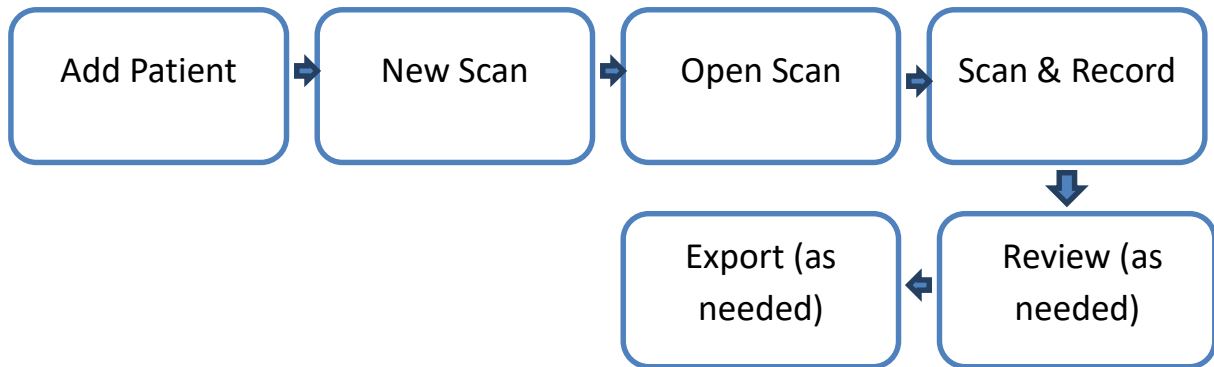 Add Patient
New Scan
Open Scan
Scan & Record
Review (as
needed)
Export (as
needed)